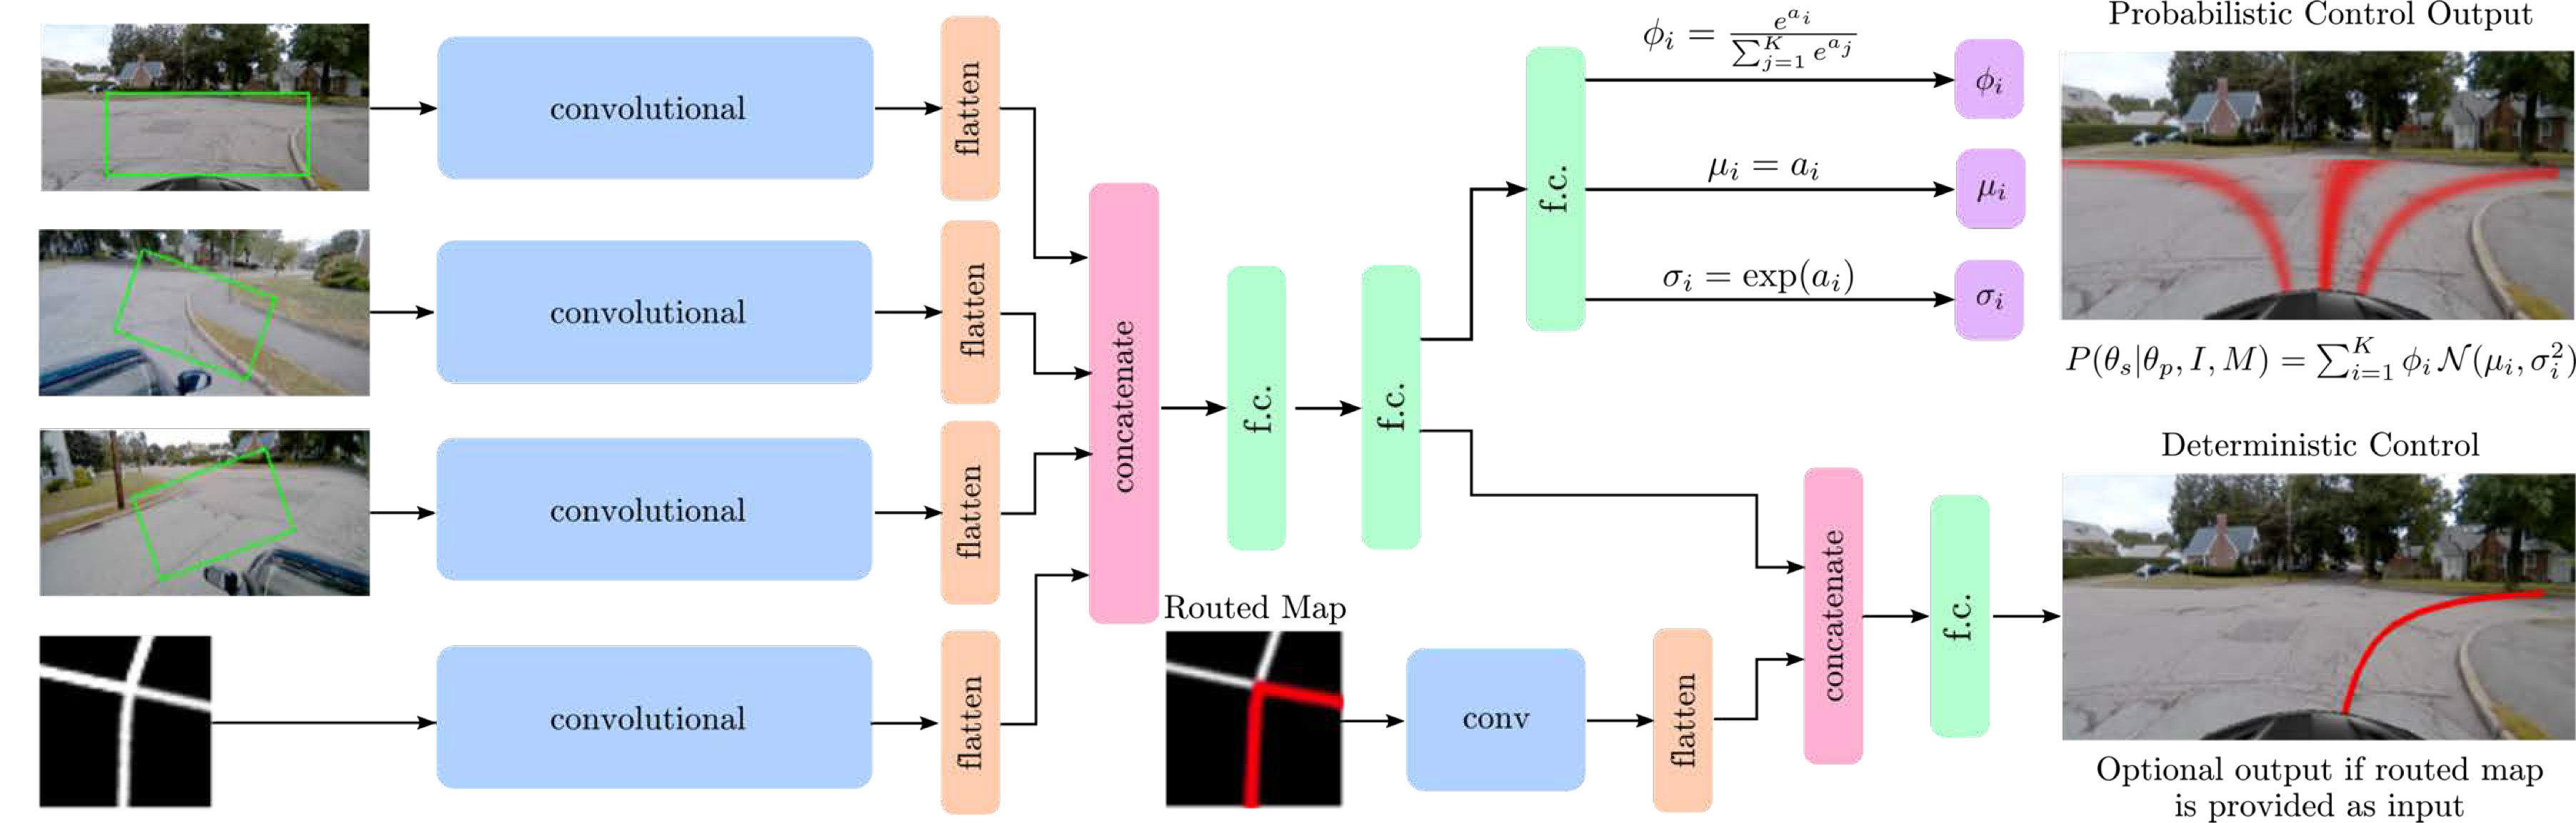 convolutional
flatten
convolutional
flatten
convolutional
flatten
convolutional
flatten
concatenate
f.c.
f.c.
f.c.
ϕ_i = e^{a_i} / ∑_{j=1}^{K} e^{a_j}
ϕ_i
μ_i = a_i
μ_i
σ_i = exp(a_i)
σ_i
Probabilistic Control Output
P(θ_s|θ_p, I, M) = ∑_{i=1}^{K} ϕ_i 𝒩(μ_i, σ_i^2)
Routed Map
conv
flatten
concatenate
f.c.
Deterministic Control
Optional output if routed map
is provided as input